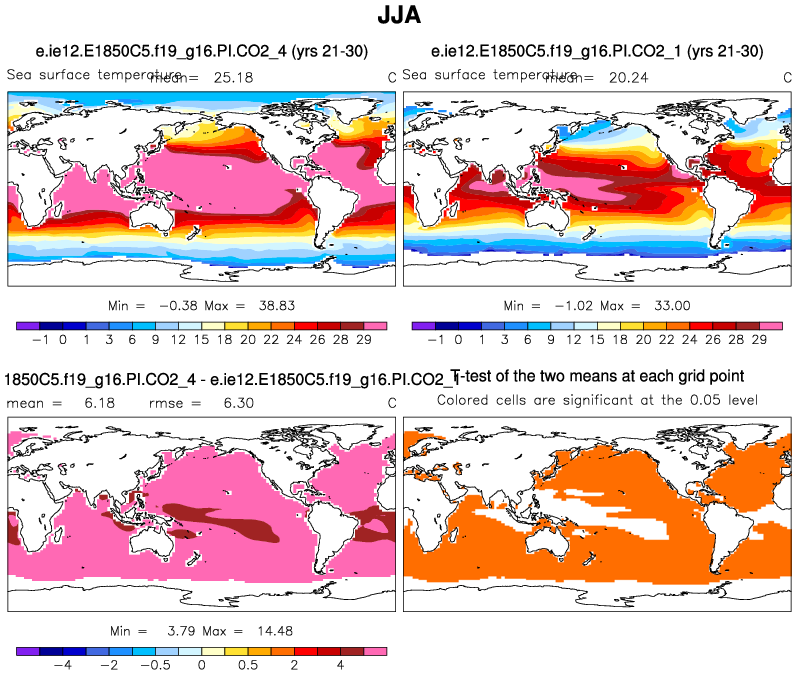 JJA
e.ie12.E1850C5.f19_g16.PI.CO2_4 (yrs 21-30)
Sea surface temperature mean= 25.18 C
Min = -0.38 Max = 38.83
-1 0 1 3 6 9 12 15 18 20 22 24 26 28 29
e.ie12.E1850C5.f19_g16.PI.CO2_1 (yrs 21-30)
Sea surface temperature mean= 20.24 C
Min = -1.02 Max = 33.00
-1 0 1 3 6 9 12 15 18 20 22 24 26 28 29
1850C5.f19_g16.PI.CO2_4 - e.ie12.E1850C5.f19_g16.PI.CO2_1
mean = 6.18 rmse = 6.30 C
Min = 3.79 Max = 14.48
-4 -2 -0.5 0 0.5 2 4
T-test of the two means at each grid point
Colored cells are significant at the 0.05 level